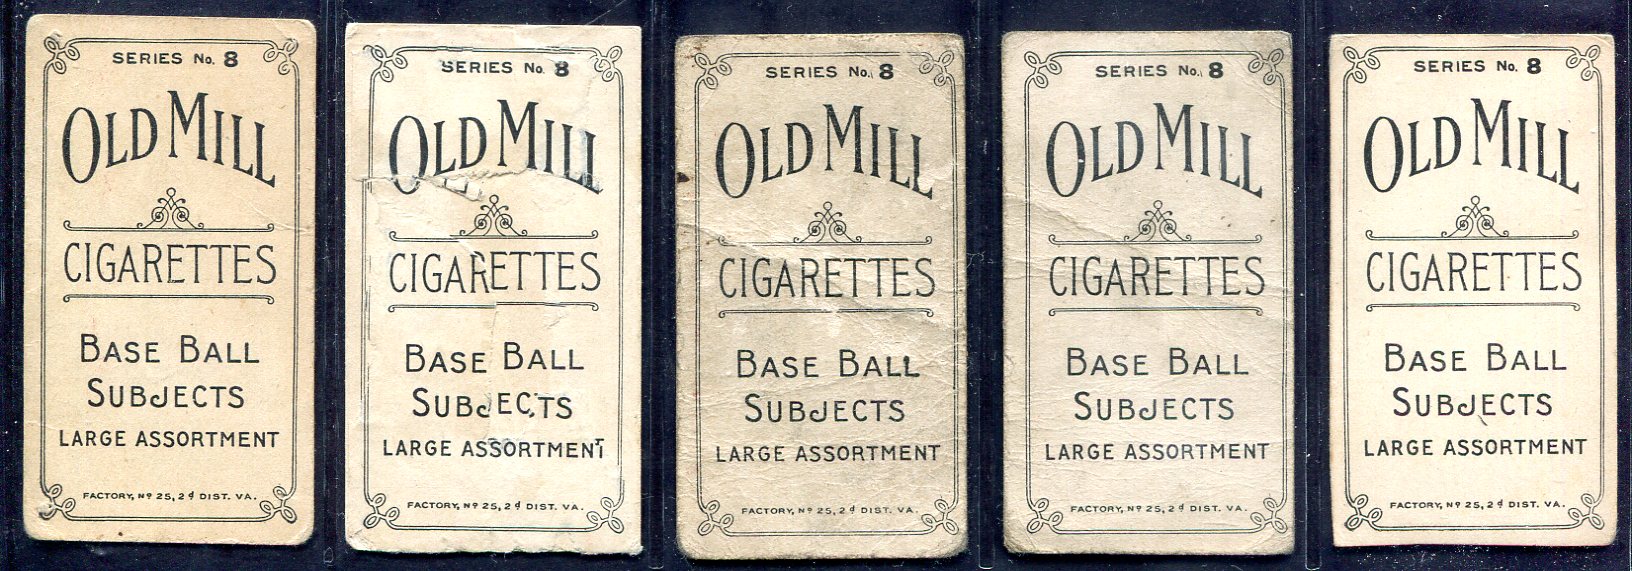 SERIES No. 8
OLD MILL
CIGARETTES
BASE BALL
SUBJECTS
LARGE ASSORTMENT
FACTORY, Nº 25, 2d DIST. VA.
SERIES No. 8
OLD MILL
CIGARETTES
BASE BALL
SUBJECTS
LARGE ASSORTMENT
FACTORY, Nº 25, 2d DIST. VA.
SERIES No. 8
OLD MILL
CIGARETTES
BASE BALL
SUBJECTS
LARGE ASSORTMENT
FACTORY, Nº 25, 2d DIST. VA.
SERIES No. 8
OLD MILL
CIGARETTES
BASE BALL
SUBJECTS
LARGE ASSORTMENT
FACTORY, Nº 25, 2d DIST. VA.
SERIES No. 8
OLD MILL
CIGARETTES
BASE BALL
SUBJECTS
LARGE ASSORTMENT
FACTORY, Nº 25, 2d DIST. VA.